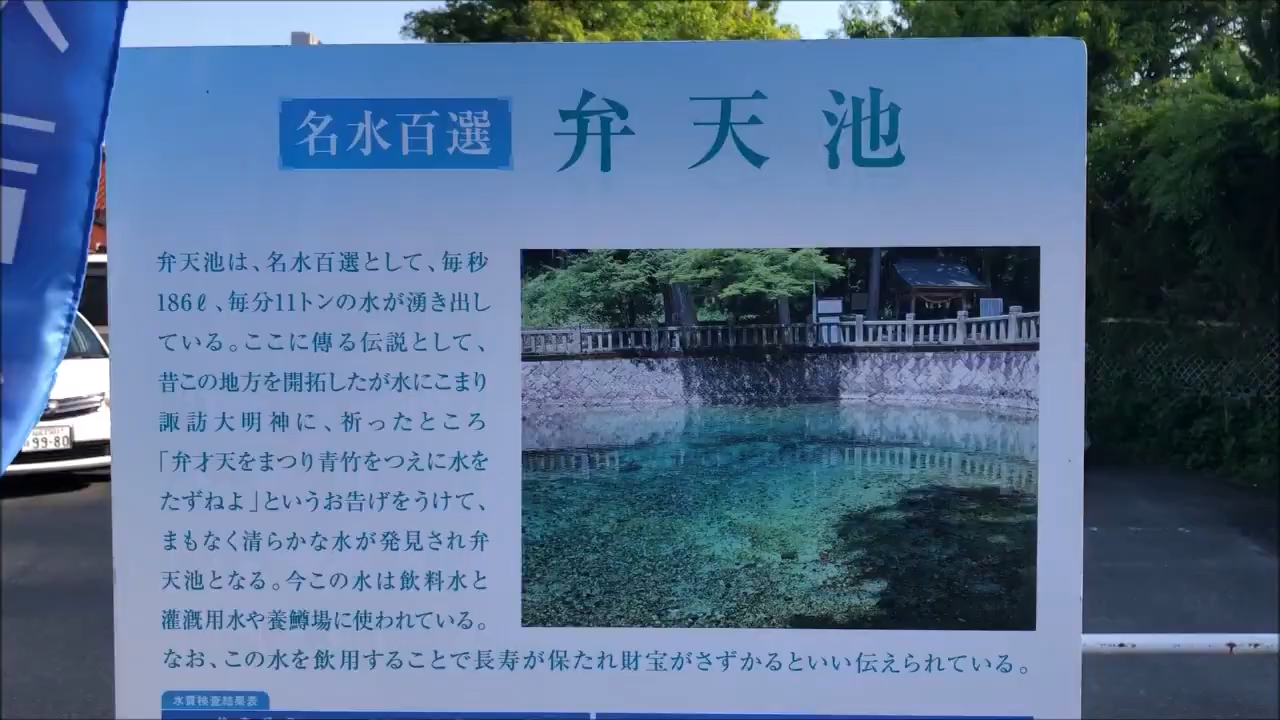 名水百選 弁天池
弁天池は、名水百選として、毎秒
186ℓ、毎分11トンの水が湧き出し
ている。ここに傳る伝説として、
昔この地方を開拓したが水にこまり
諏訪大明神に、祈ったところ
「弁才天をまつり青竹をつえに水を
たずねよ」というお告げをうけて、
まもなく清らかな水が発見され弁
天池となる。今この水は飲料水と
灌漑用水や養鱒場に使われている。
なお、この水を飲用することで長寿が保たれ財宝がさずかるといい伝えられている。
水質検査結果表
99-80